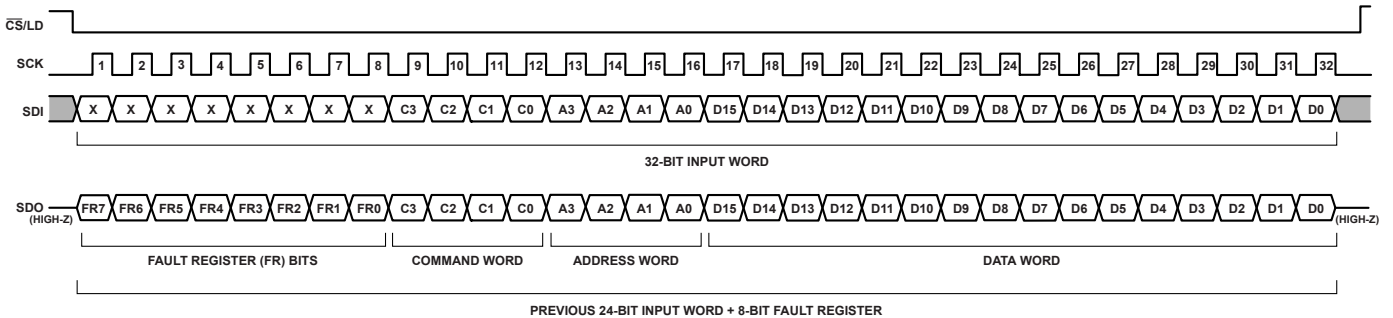 CS/LD
SCK 1 2 3 4 5 6 7 8 9 10 11 12 13 14 15 16 17 18 19 20 21 22 23 24 25 26 27 28 29 30 31 32
SDI X X X X X X X X C3 C2 C1 C0 A3 A2 A1 A0 D15 D14 D13 D12 D11 D10 D9 D8 D7 D6 D5 D4 D3 D2 D1 D0
32-BIT INPUT WORD
SDO FR7 FR6 FR5 FR4 FR3 FR2 FR1 FR0 C3 C2 C1 C0 A3 A2 A1 A0 D15 D14 D13 D12 D11 D10 D9 D8 D7 D6 D5 D4 D3 D2 D1 D0
(HIGH-Z) (HIGH-Z)
FAULT REGISTER (FR) BITS COMMAND WORD ADDRESS WORD DATA WORD
PREVIOUS 24-BIT INPUT WORD + 8-BIT FAULT REGISTER